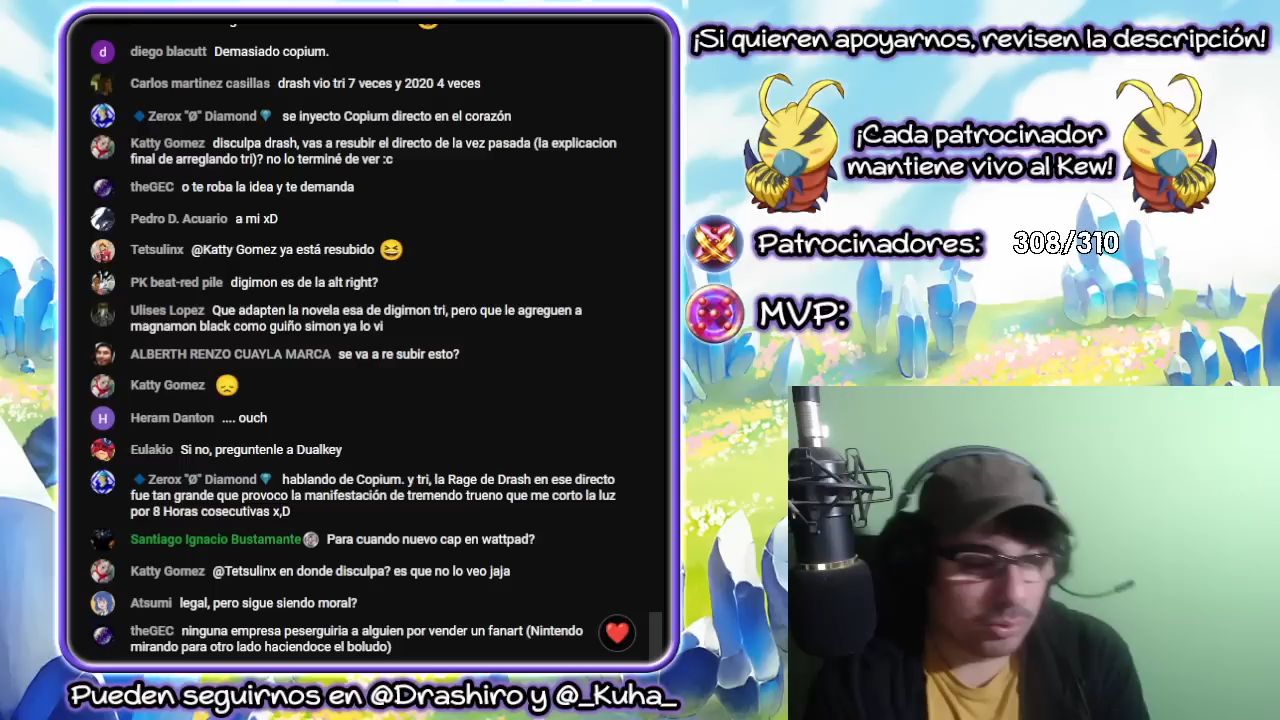 diego blacutt Demasiado copium.
Carlos martinez casillas drash vio tri 7 veces y 2020 4 veces
Zerox "Ø" Diamond se inyecto Copium directo en el corazón
Katty Gomez disculpa drash, vas a resubir el directo de la vez pasada (la explicacion
final de arreglando tri)? no lo terminé de ver :c
theGEC o te roba la idea y te demanda
Pedro D. Acuario a mi xD
Tetsulinx @Katty Gomez ya está resubido 😆
PK beat-red pile digimon es de la alt right?
Ulises Lopez Que adapten la novela esa de digimon tri, pero que le agreguen a
magnamon black como guiño simon ya lo vi
ALBERTH RENZO CUAYLA MARCA se va a re subir esto?
Katty Gomez 😞
Heram Danton .... ouch
Eulakio Si no, preguntenle a Dualkey
Zerox "Ø" Diamond hablando de Copium. y tri, la Rage de Drash en ese directo
fue tan grande que provoco la manifestación de tremendo trueno que me corto la luz
por 8 Horas cosecutivas x,D
Santiago Ignacio Bustamante Para cuando nuevo cap en wattpad?
Katty Gomez @Tetsulinx en donde disculpa? es que no lo veo jaja
Atsumi legal, pero sigue siendo moral?
theGEC ninguna empresa peserguiria a alguien por vender un fanart (Nintendo
mirando para otro lado haciendoce el boludo)
Pueden seguirnos en @Drashiro y @_Kuha_
¡Si quieren apoyarnos, revisen la descripción!
¡Cada patrocinador
mantiene vivo al Kew!
Patrocinadores: 308/310
MVP: